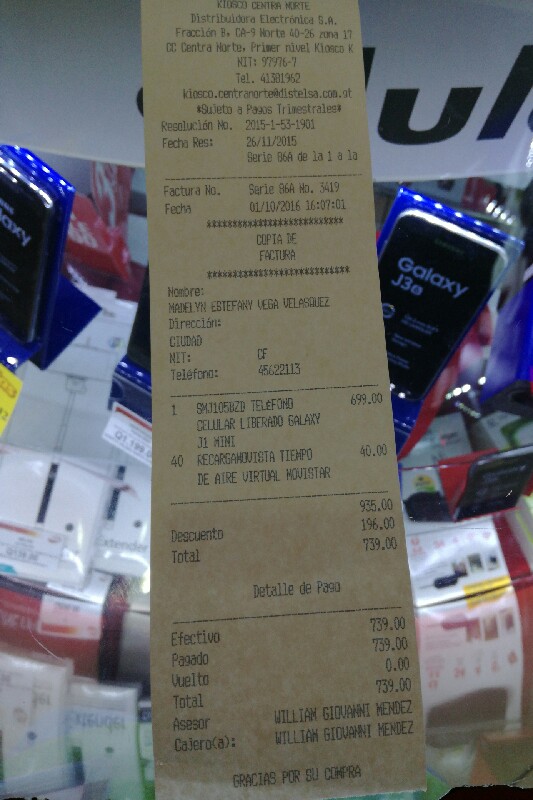 KIOSCO CENTRA NORTE
Distribuidora Electrónica S.A.
Fracción B, CA-9 Norte 40-26 zona 17
CC Centra Norte, Primer nivel Kiosco K
NIT: 97976-7
Tel. 41381962
kiosco.centranorte@distelsa.com.gt
*Sujeto a Pagos Trimestrales*
Resolución No. 2015-1-53-1901
Fecha Res: 26/11/2015
Serie 86A de la 1 a la
Factura No. Serie 86A No. 3419
Fecha 01/10/2016 16:07:01
COPIA DE
FACTURA
Nombre:
MADELYN ESTEFANY VEGA VELASQUEZ
Dirección:
CIUDAD
NIT: CF
Teléfono: 45622113
1 SMJ105BZD TELéFONO 699.00
CELULAR LIBERADO GALAXY
J1 MINI
40 RECARGAMOVISTA TIEMPO 40.00
DE AIRE VIRTUAL MOVISTAR
935.00
Descuento 196.00
Total 739.00
Detalle de Pago
Efectivo 739.00
Pagado 739.00
Vuelto 0.00
Total 739.00
Asesor WILLIAM GIOVANNI MENDEZ
Cajero(a): WILLIAM GIOVANNI MENDEZ
GRACIAS POR SU COMPRA
Galaxy
J3